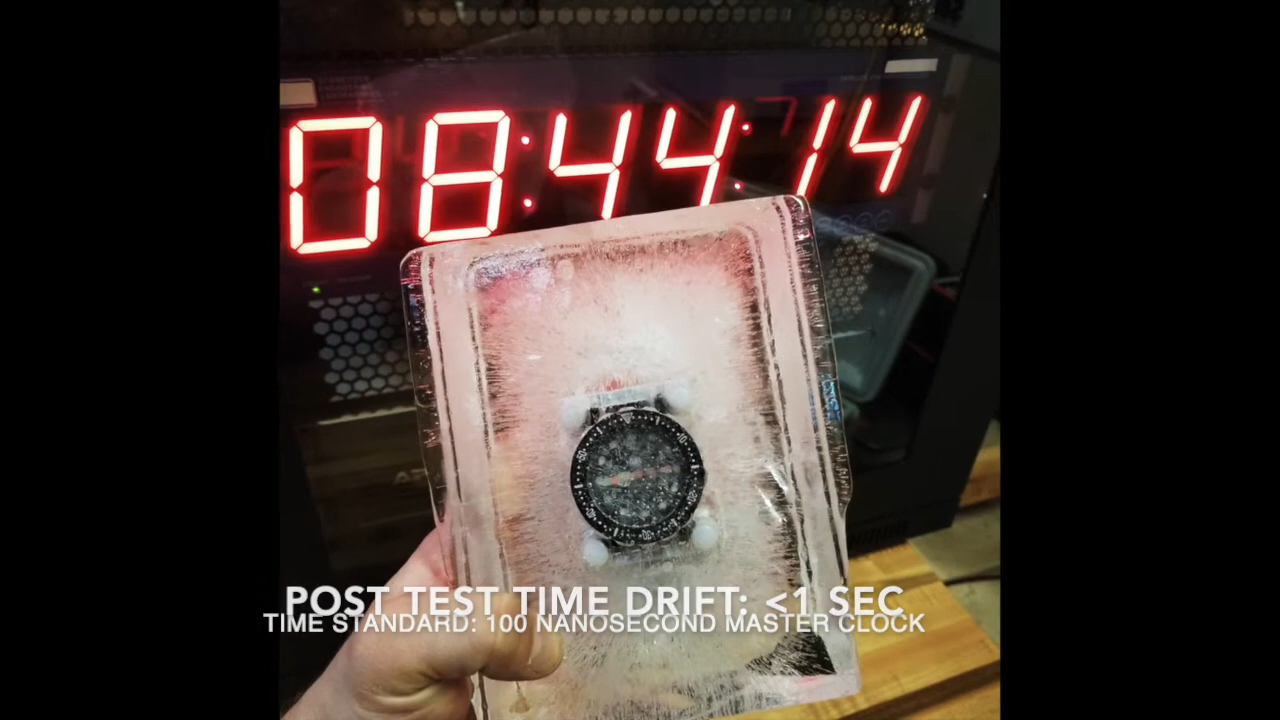 08:44:14
POST TEST TIME DRIFT: <1 SEC
TIME STANDARD: 100 NANOSECOND MASTER CLOCK